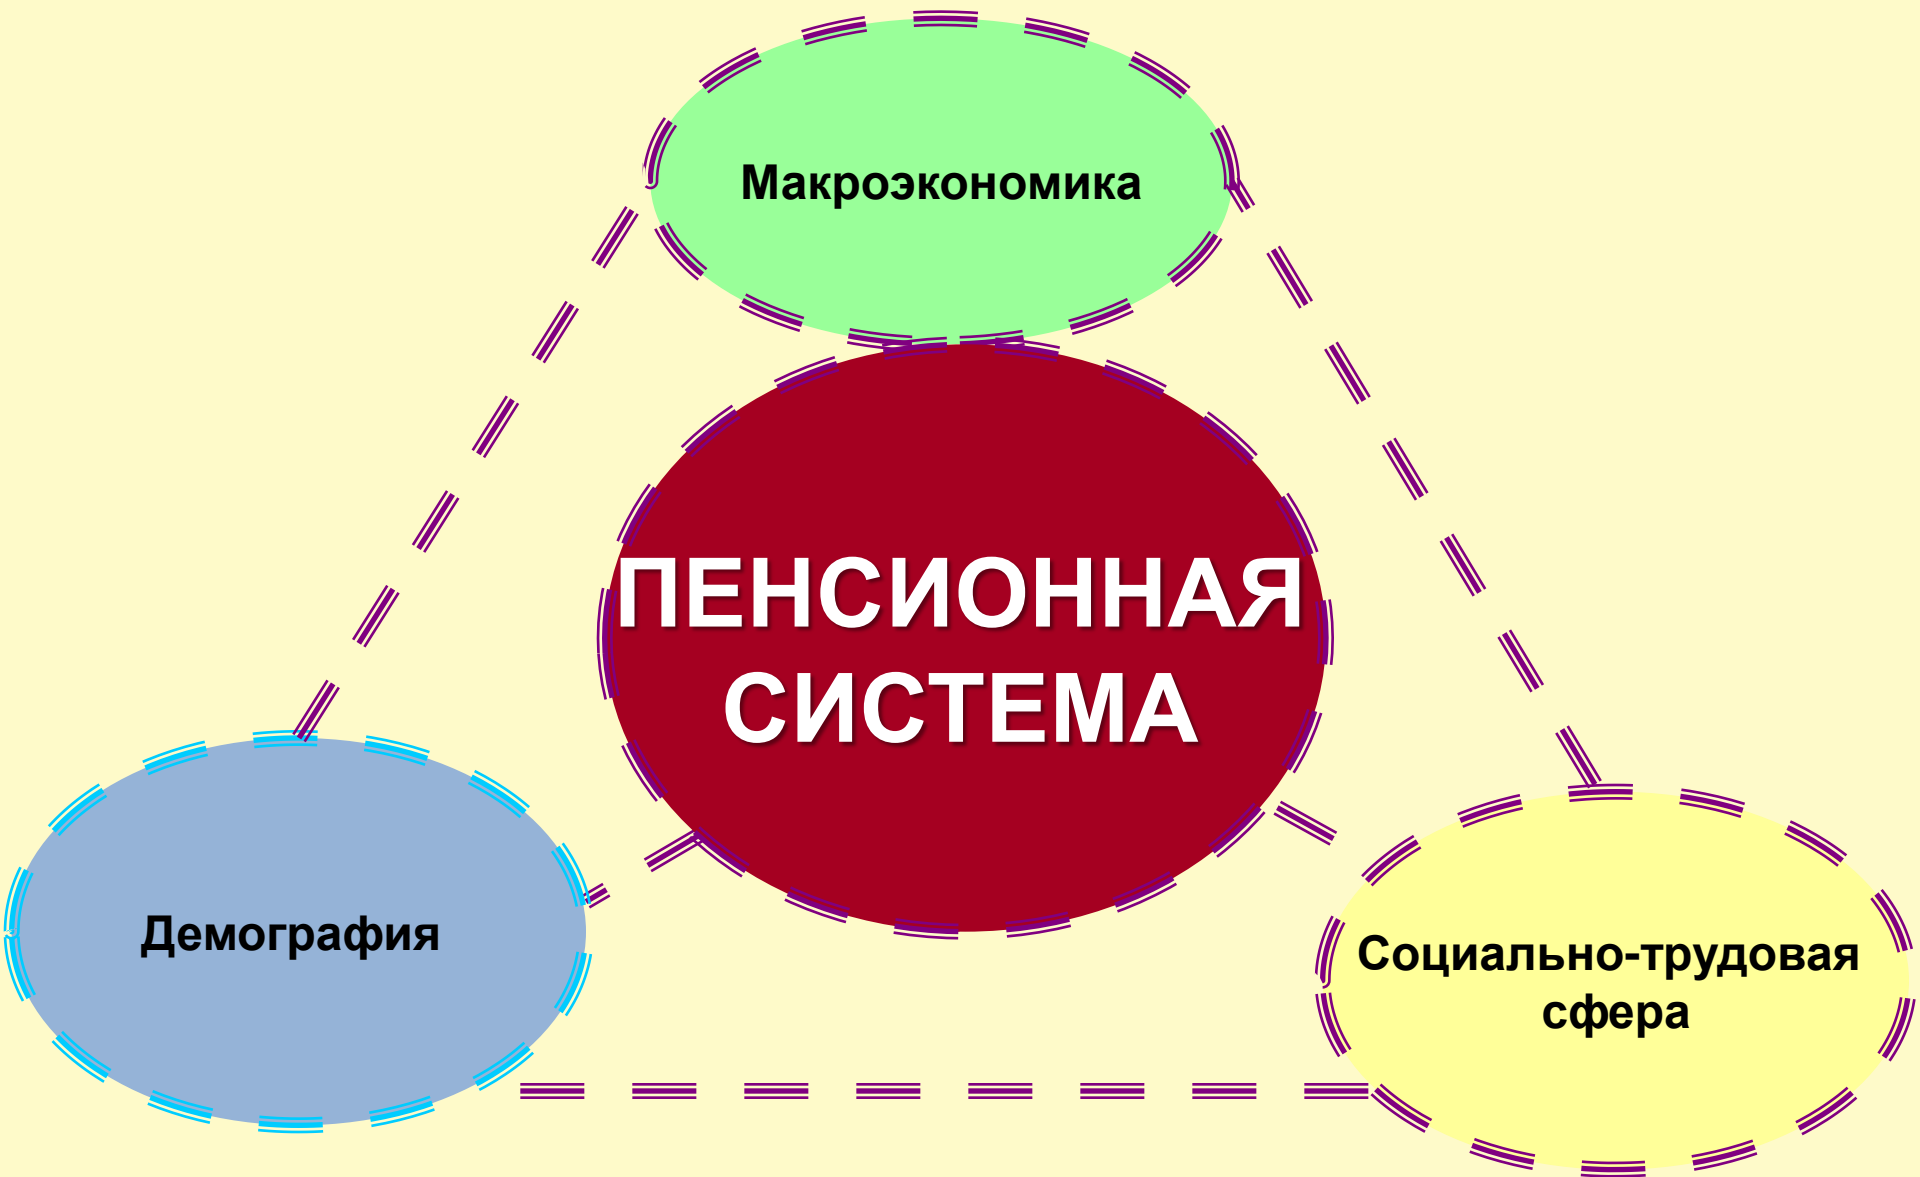 Макроэкономика
ПЕНСИОННАЯ
СИСТЕМА
Демография
Социально-трудовая
сфера